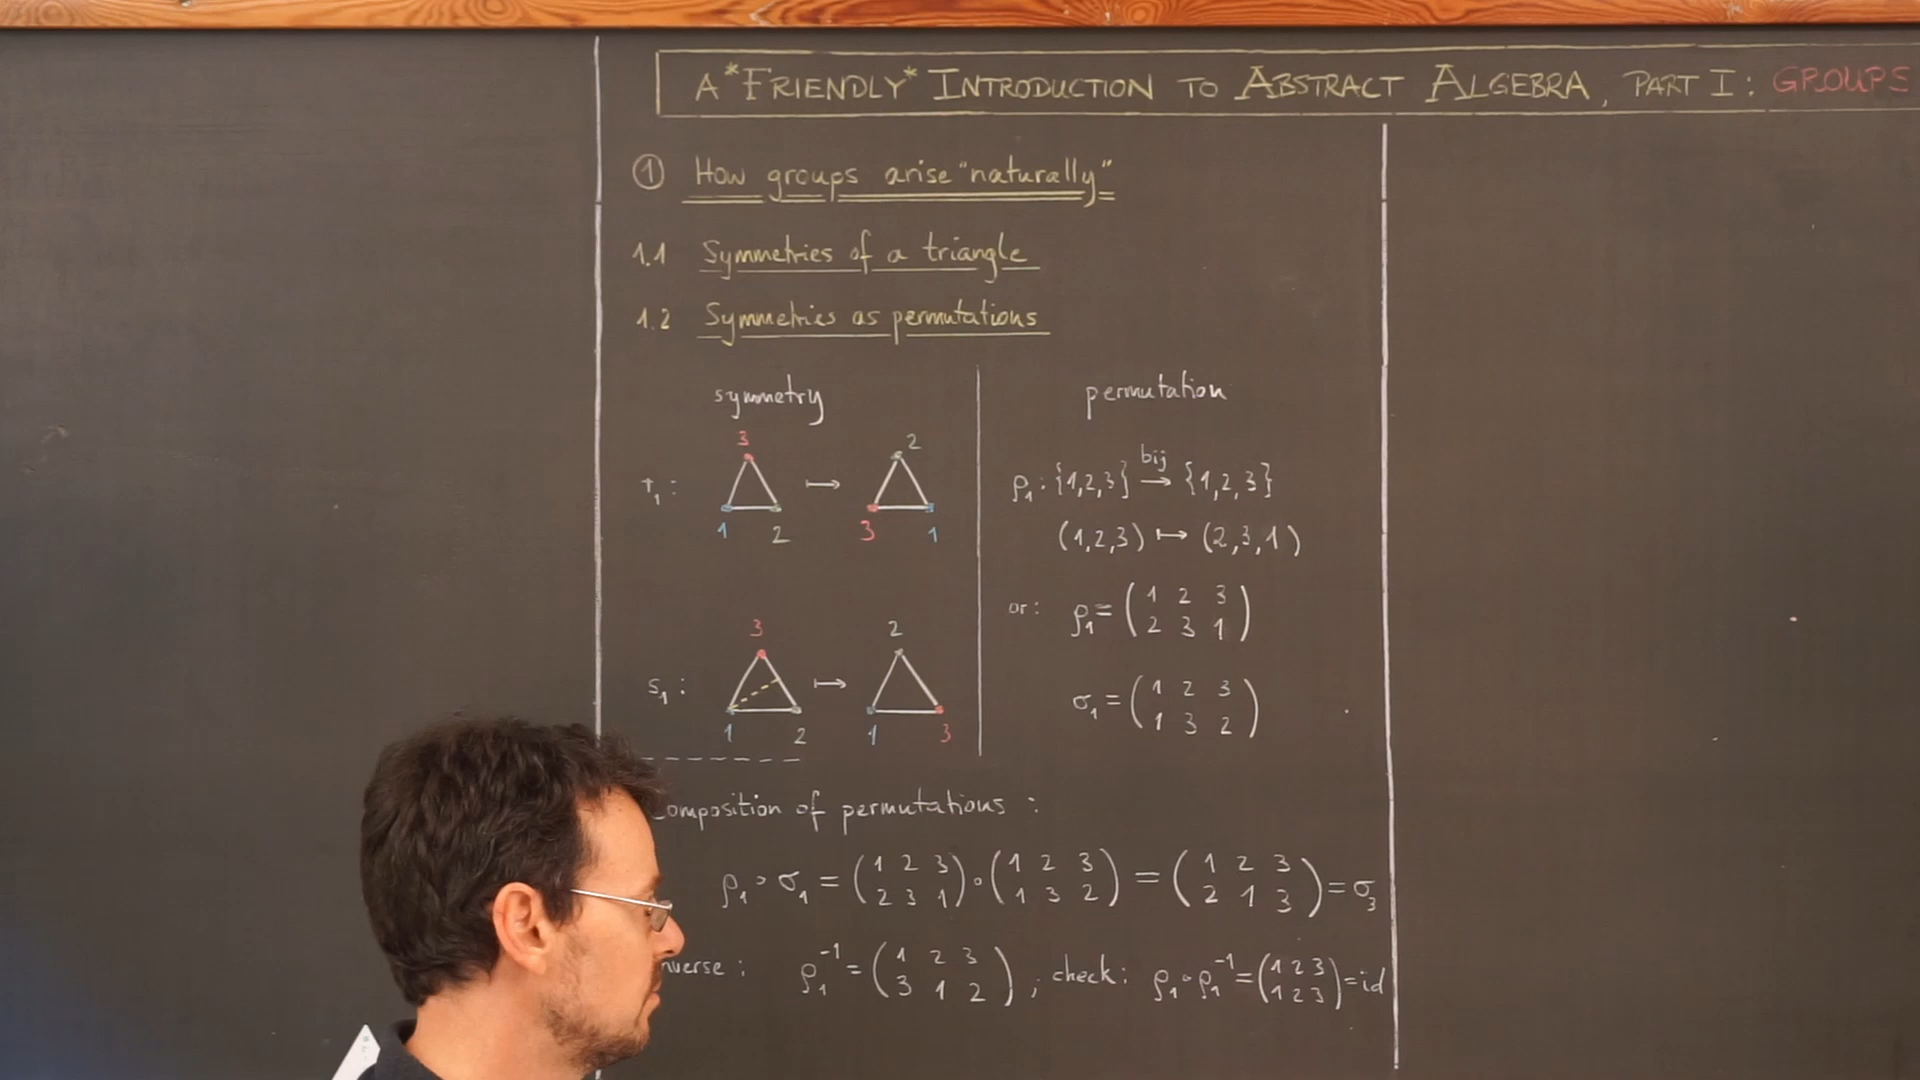 A *FRIENDLY* INTRODUCTION TO ABSTRACT ALGEBRA, PART I: GROUPS
① How groups arise "naturally"
1.1 Symmetries of a triangle
1.2 Symmetries as permutations
symmetry
permutation
r₁:
3
1 2
↦
2
3 1
ρ₁: {1,2,3} bij→ {1,2,3}
(1,2,3) ↦ (2,3,1)
or: ρ₁ = (1 2 3
2 3 1)
s₁:
3
1 2
↦
2
1 3
σ₁ = (1 2 3
1 3 2)
omposition of permutations:
ρ₁ ∘ σ₁ = (1 2 3 / 2 3 1) ∘ (1 2 3 / 1 3 2) = (1 2 3 / 2 1 3) = σ₃
nverse: ρ₁⁻¹ = (1 2 3 / 3 1 2), check: ρ₁ ∘ ρ₁⁻¹ = (1 2 3 / 1 2 3) = id